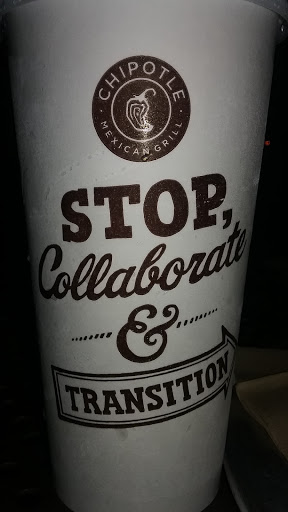 CHIPOTLE
MEXICAN GRILL
STOP,
Collaborate
&
TRANSITION